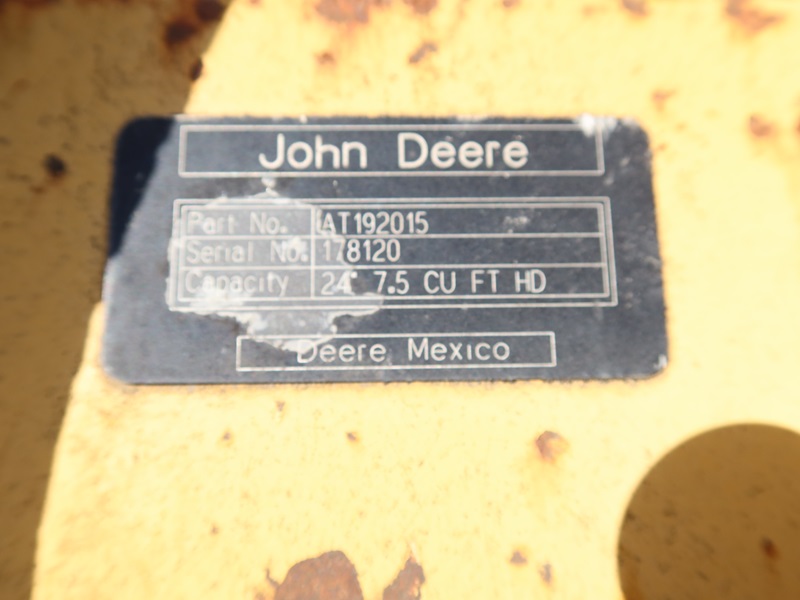 John Deere
Part No. AT192015
Serial No. 178120
Capacity 24" 7.5 CU FT HD
Deere Mexico